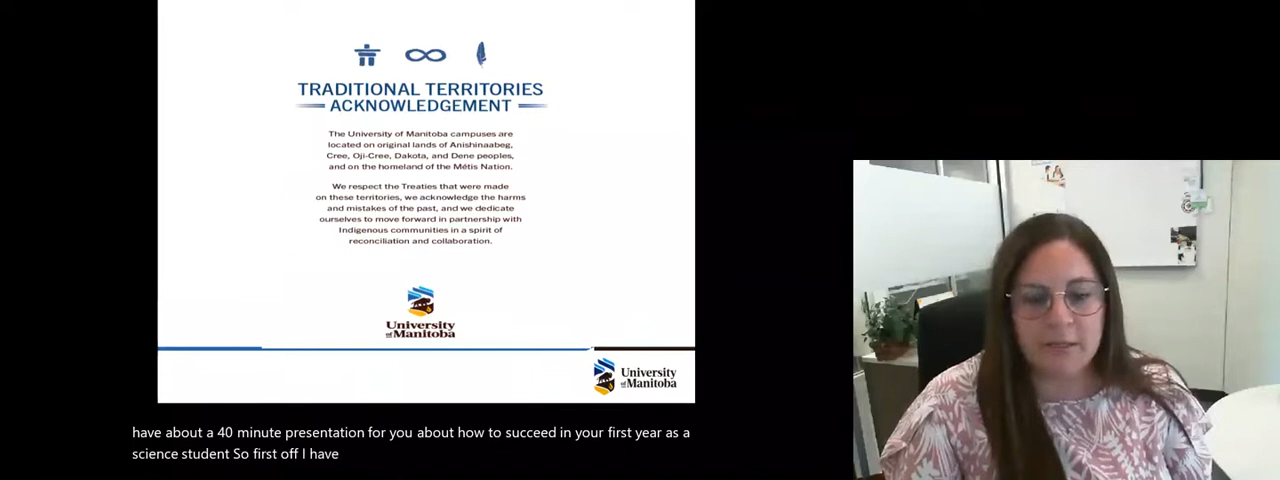 TRADITIONAL TERRITORIES
ACKNOWLEDGEMENT
The University of Manitoba campuses are
located on original lands of Anishinaabeg,
Cree, Oji-Cree, Dakota, and Dene peoples,
and on the homeland of the Métis Nation.
We respect the Treaties that were made
on these territories, we acknowledge the harms
and mistakes of the past, and we dedicate
ourselves to move forward in partnership with
Indigenous communities in a spirit of
reconciliation and collaboration.
University
of Manitoba
University
of Manitoba
have about a 40 minute presentation for you about how to succeed in your first year as a
science student So first off I have